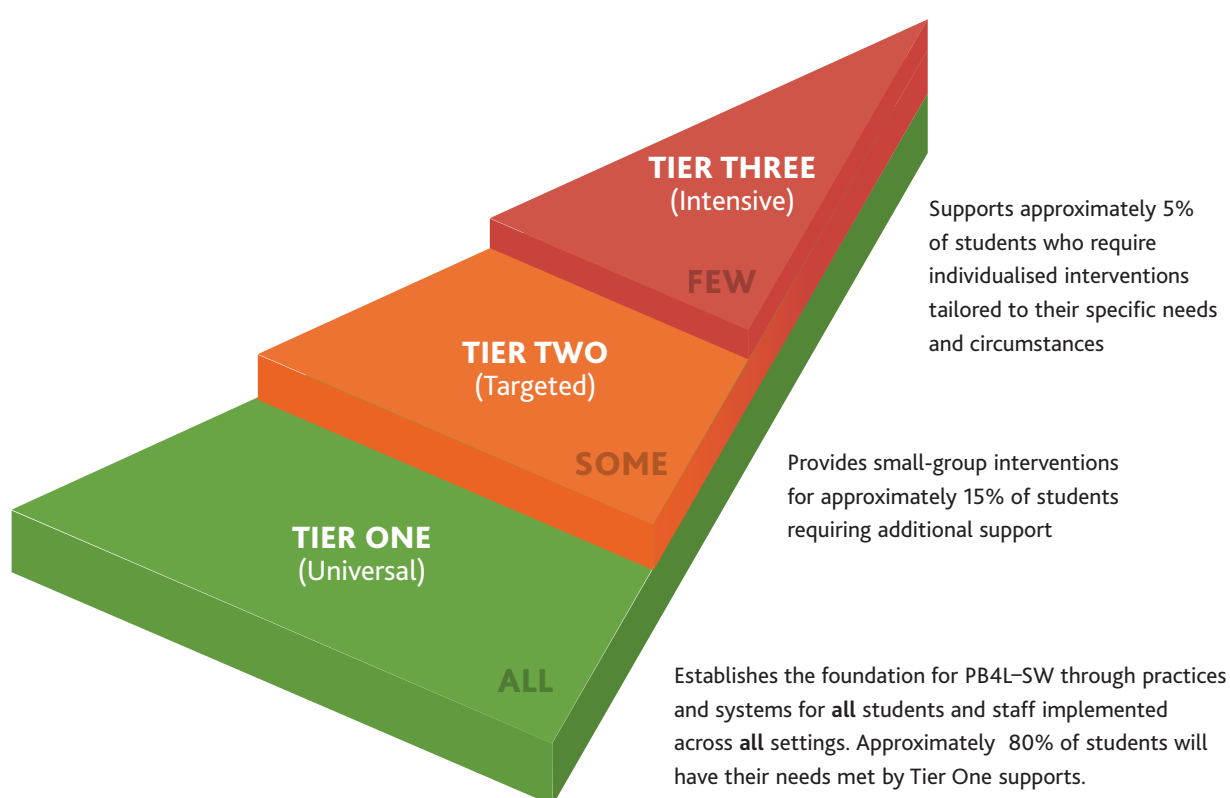 TIER THREE
(Intensive)
FEW
Supports approximately 5%
of students who require
individualised interventions
tailored to their specific needs
and circumstances
TIER TWO
(Targeted)
SOME
Provides small-group interventions
for approximately 15% of students
requiring additional support
TIER ONE
(Universal)
ALL
Establishes the foundation for PB4L–SW through practices
and systems for all students and staff implemented
across all settings. Approximately 80% of students will
have their needs met by Tier One supports.